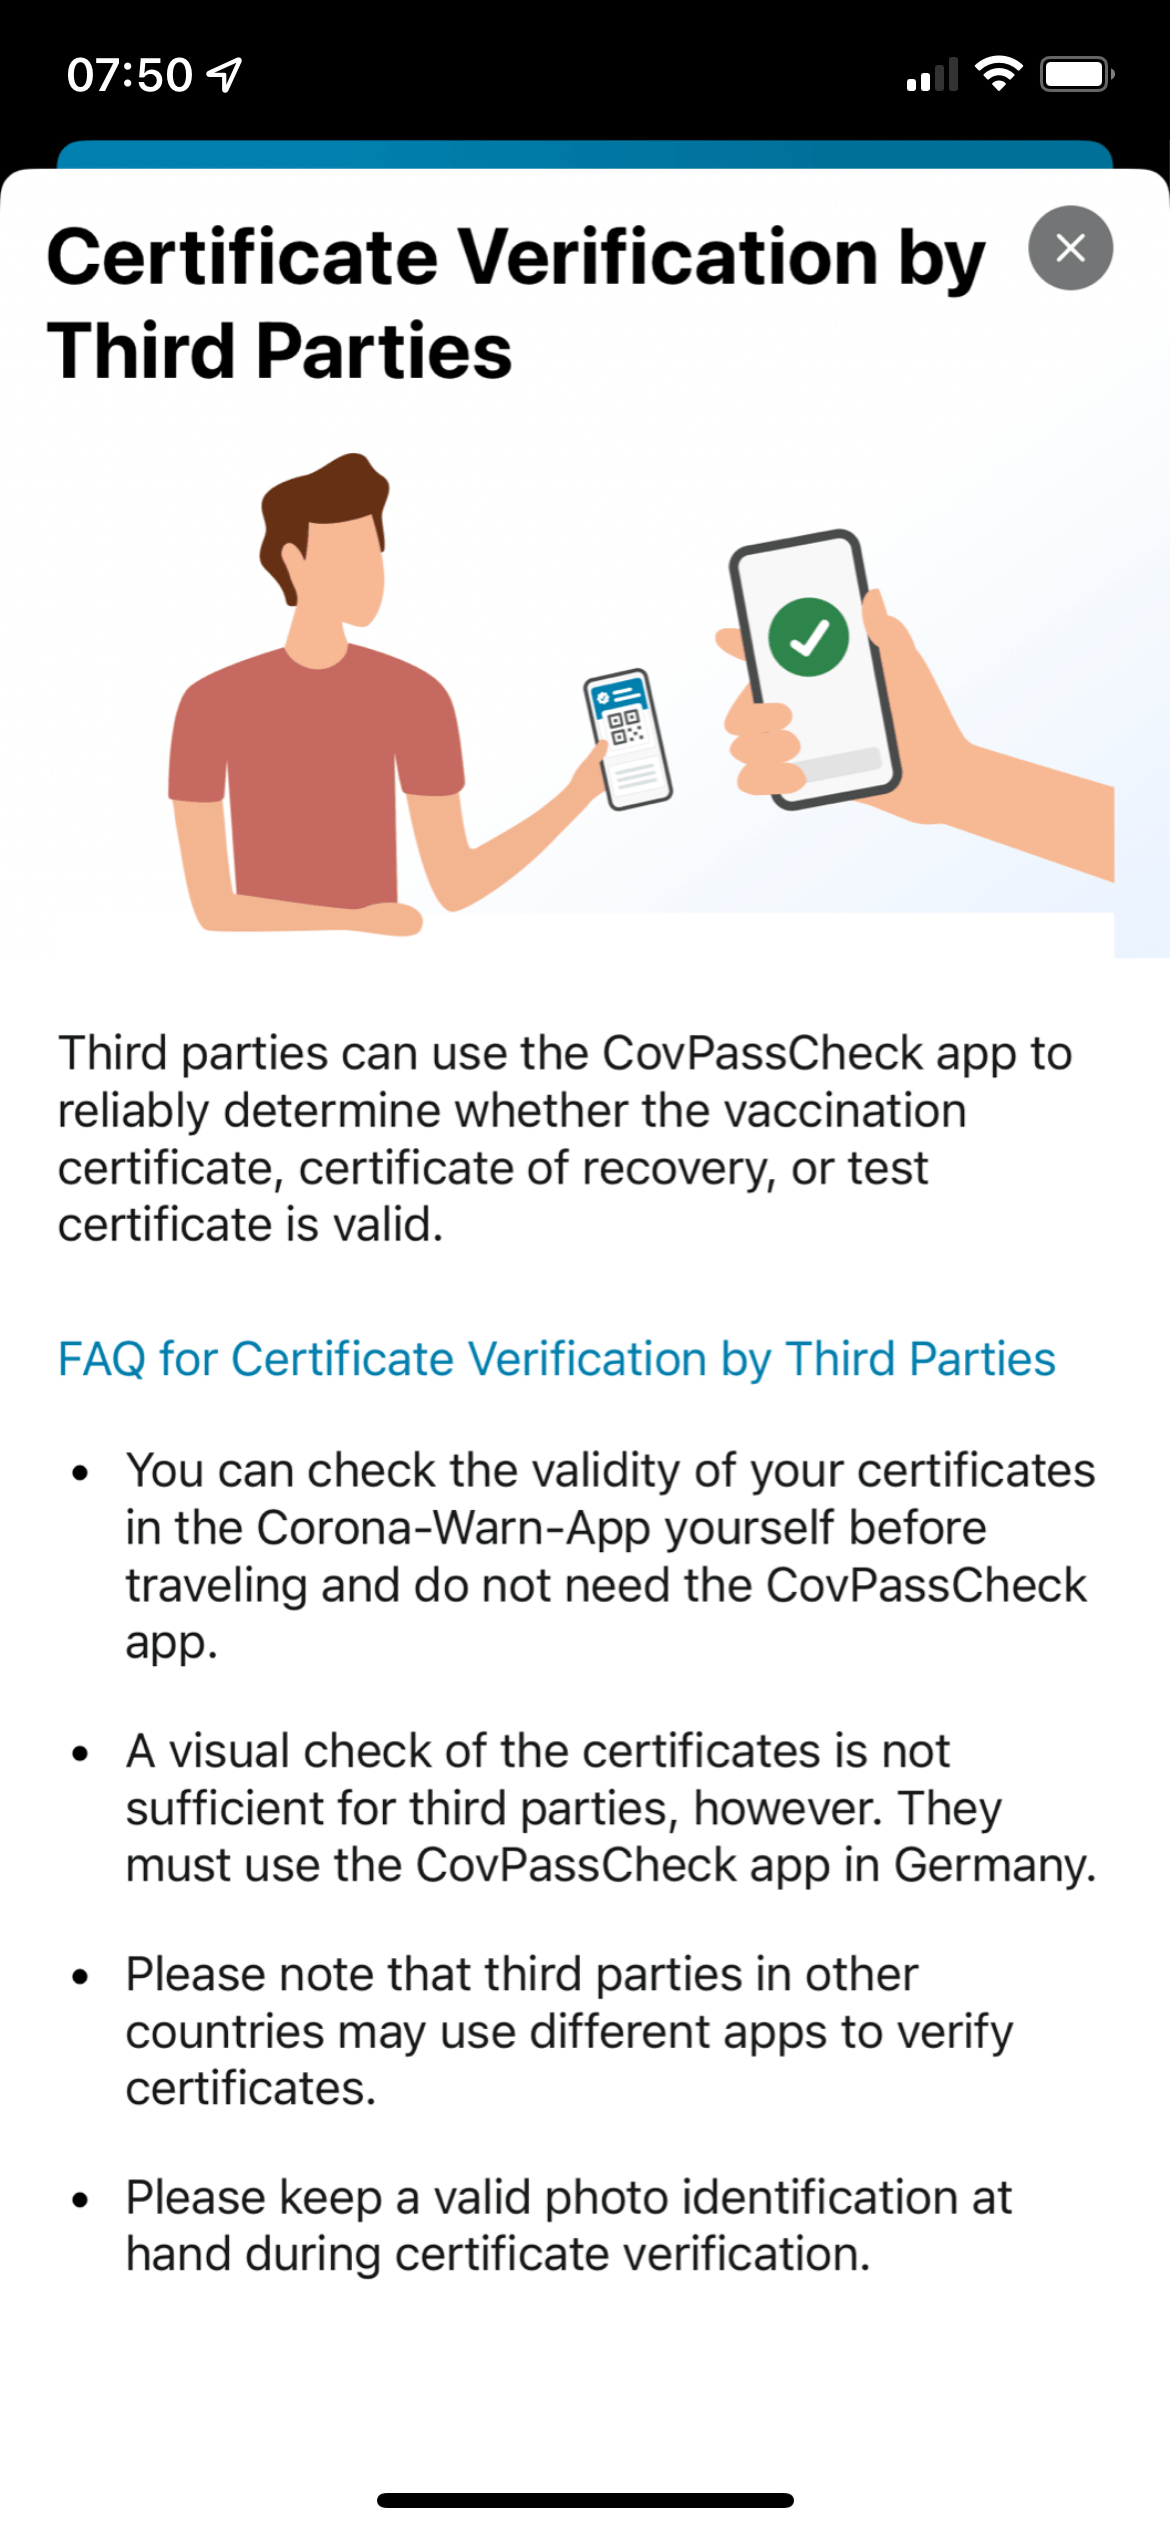 07:50
Certificate Verification by
Third Parties
Third parties can use the CovPassCheck app to
reliably determine whether the vaccination
certificate, certificate of recovery, or test
certificate is valid.
FAQ for Certificate Verification by Third Parties
• You can check the validity of your certificates
in the Corona-Warn-App yourself before
traveling and do not need the CovPassCheck
app.
• A visual check of the certificates is not
sufficient for third parties, however. They
must use the CovPassCheck app in Germany.
• Please note that third parties in other
countries may use different apps to verify
certificates.
• Please keep a valid photo identification at
hand during certificate verification.